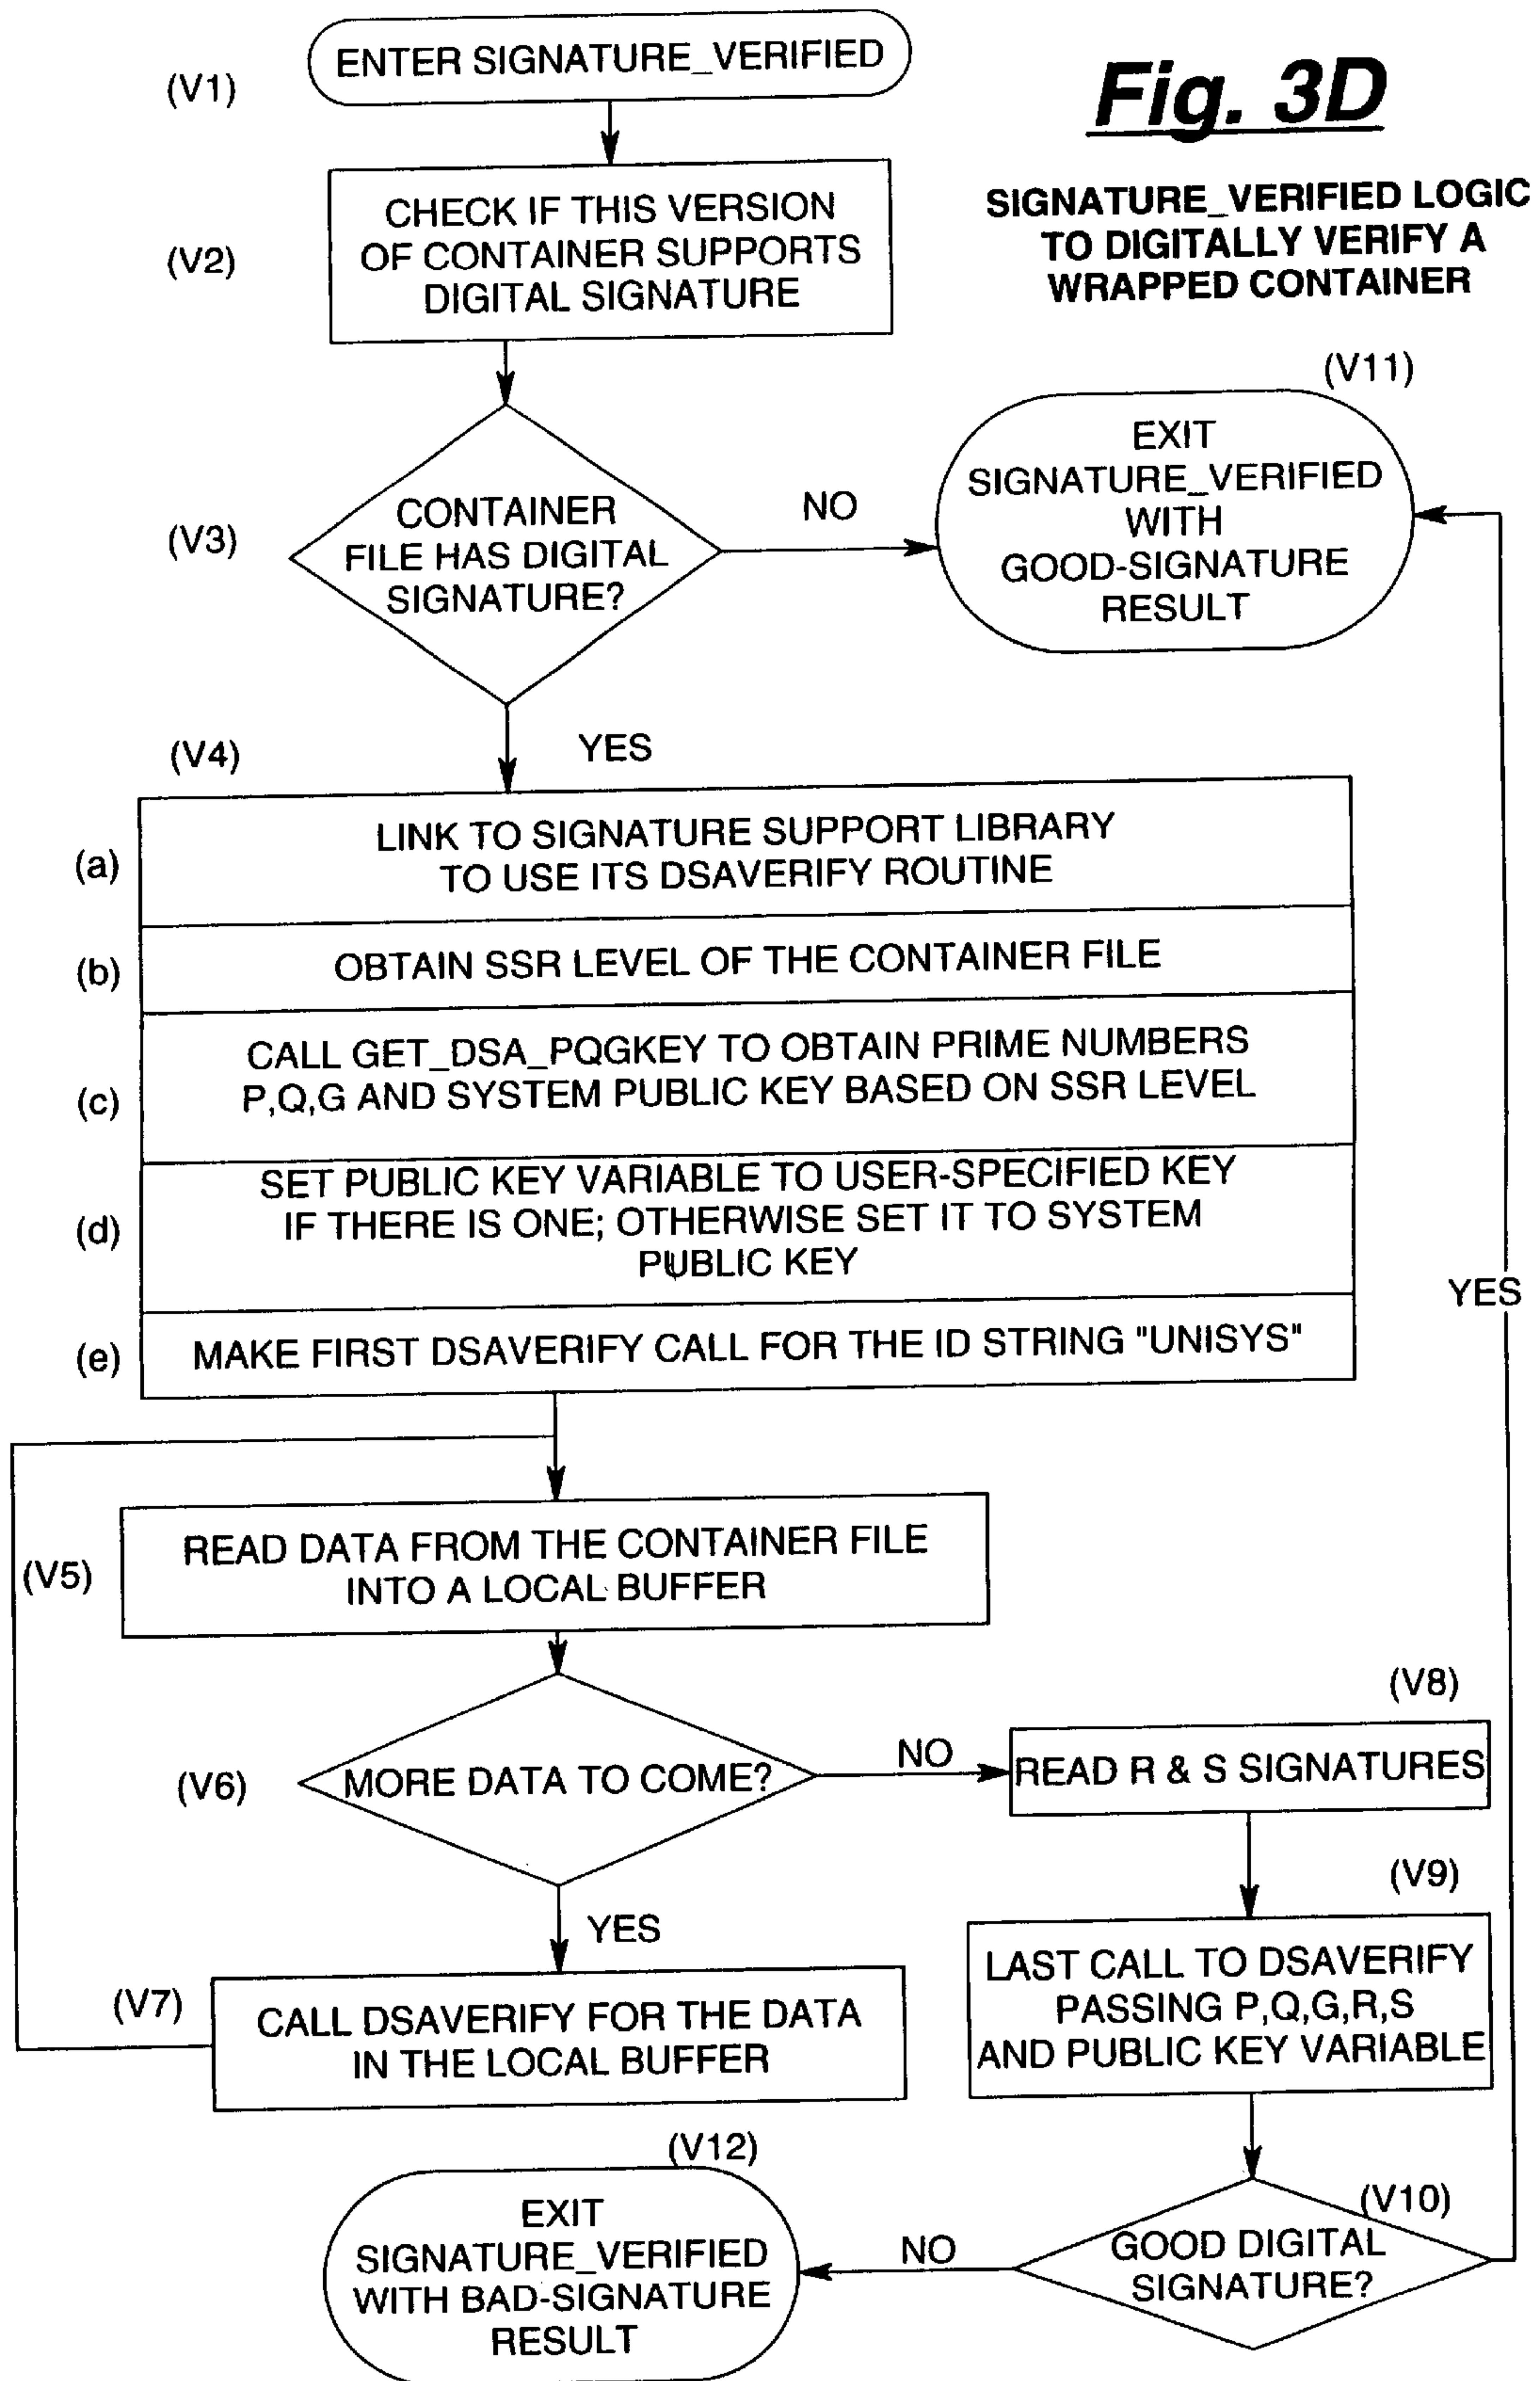 (V1)
ENTER SIGNATURE_VERIFIED
Fig. 3D
SIGNATURE_VERIFIED LOGIC
TO DIGITALLY VERIFY A
WRAPPED CONTAINER
(V2)
CHECK IF THIS VERSION
OF CONTAINER SUPPORTS
DIGITAL SIGNATURE
(V3)
CONTAINER
FILE HAS DIGITAL
SIGNATURE?
NO
(V11)
EXIT
SIGNATURE_VERIFIED
WITH
GOOD-SIGNATURE
RESULT
YES
(V4)
(a)
LINK TO SIGNATURE SUPPORT LIBRARY
TO USE ITS DSAVERIFY ROUTINE
(b)
OBTAIN SSR LEVEL OF THE CONTAINER FILE
(c)
CALL GET_DSA_PQGKEY TO OBTAIN PRIME NUMBERS
P,Q,G AND SYSTEM PUBLIC KEY BASED ON SSR LEVEL
(d)
SET PUBLIC KEY VARIABLE TO USER-SPECIFIED KEY
IF THERE IS ONE; OTHERWISE SET IT TO SYSTEM
PUBLIC KEY
YES
(e)
MAKE FIRST DSAVERIFY CALL FOR THE ID STRING "UNISYS"
(V5)
READ DATA FROM THE CONTAINER FILE
INTO A LOCAL BUFFER
(V6)
MORE DATA TO COME?
NO
(V8)
READ R & S SIGNATURES
YES
(V7)
CALL DSAVERIFY FOR THE DATA
IN THE LOCAL BUFFER
(V9)
LAST CALL TO DSAVERIFY
PASSING P,Q,G,R,S
AND PUBLIC KEY VARIABLE
(V10)
GOOD DIGITAL
SIGNATURE?
NO
(V12)
EXIT
SIGNATURE_VERIFIED
WITH BAD-SIGNATURE
RESULT